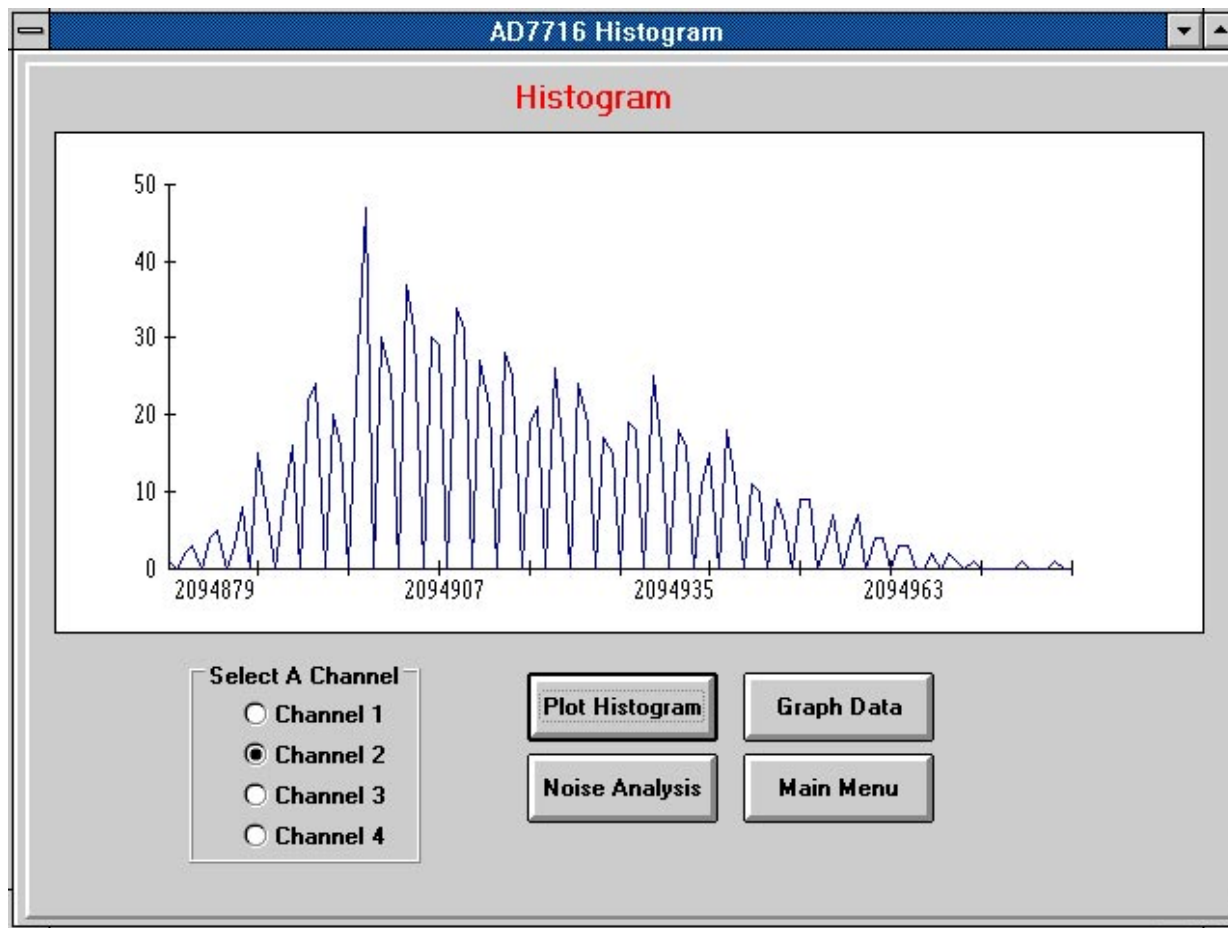 AD7716 Histogram
Histogram
50
40
30
20
10
0
2094879 2094907 2094935 2094963
Select A Channel
Channel 1
Channel 2
Channel 3
Channel 4
Plot Histogram Graph Data
Noise Analysis Main Menu